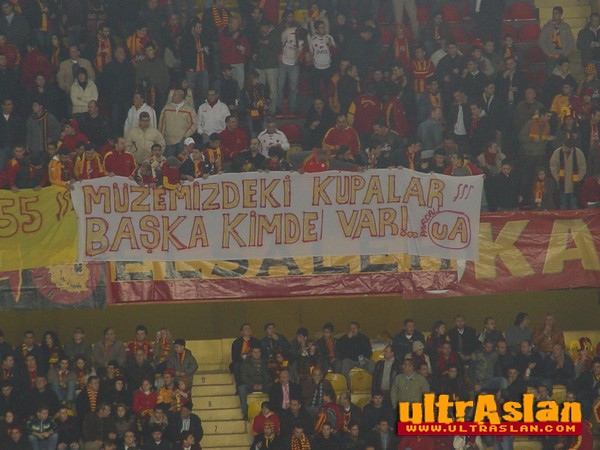 55 §§
MÜZEMİZDEKİ KUPALAR §§§
BAŞKA KİMDE VAR!..
UA
KA
ultrAslan
WWW.ULTRASLAN.COM